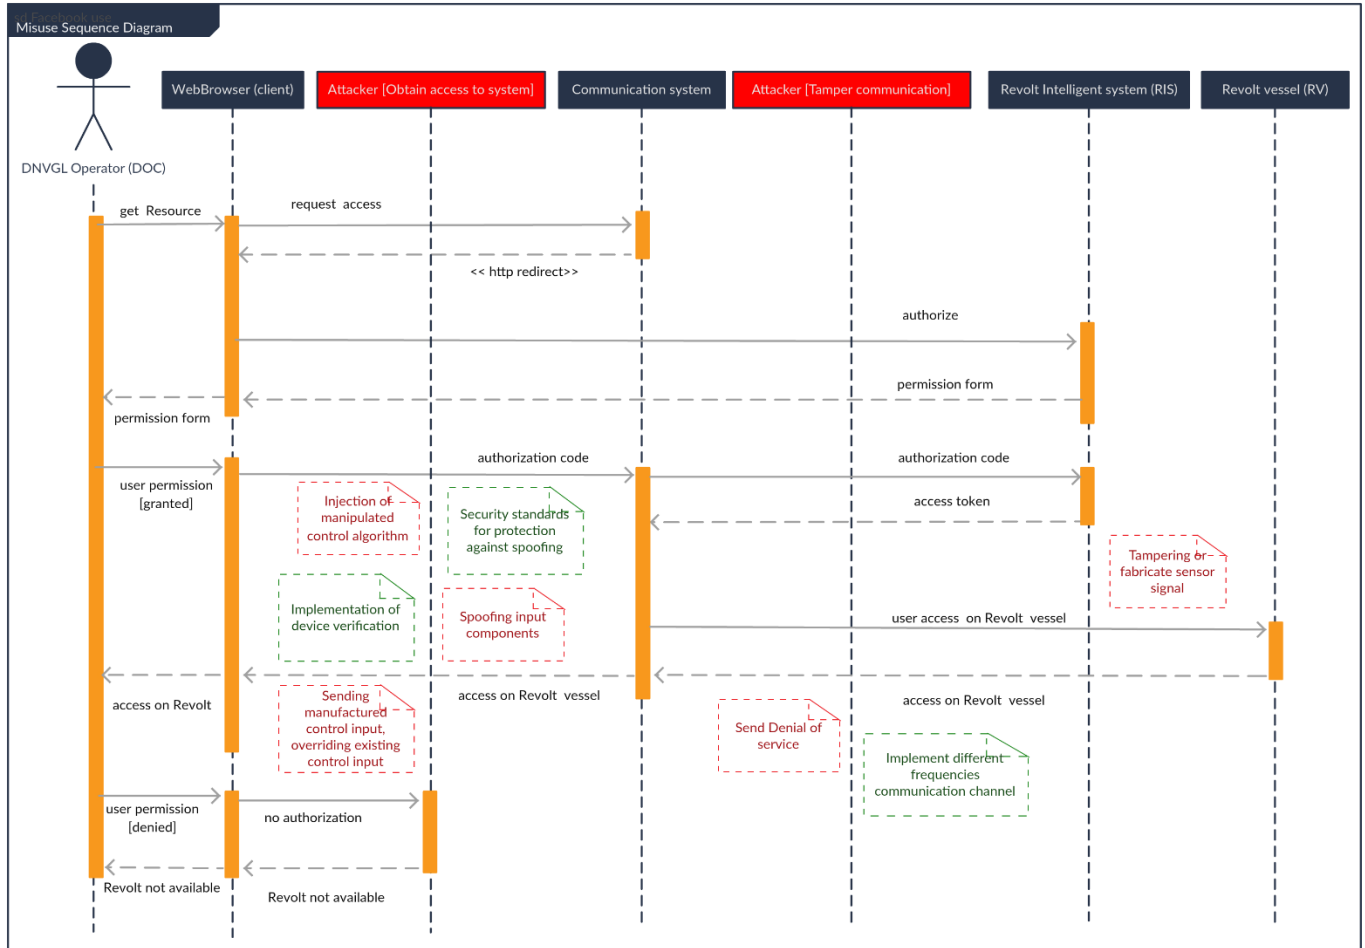 sd Facebook use
Misuse Sequence Diagram
WebBrowser (client)
Attacker [Obtain access to system]
Communication system
Attacker [Tamper communication]
Revolt Intelligent system (RIS)
Revolt vessel (RV)
DNVGL Operator (DOC)
get Resource
request access
<< http redirect>>
authorize
permission form
permission form
user permission
[granted]
authorization code
authorization code
access token
Injection of
manipulated
control algorithm
Security standards
for protection
against spoofing
Tampering or
fabricate sensor
signal
Implementation of
device verification
Spoofing input
components
user access on Revolt vessel
access on Revolt
access on Revolt vessel
access on Revolt vessel
Sending
manufactured
control input,
overriding existing
control input
Send Denial of
service
Implement different
frequencies
communication channel
user permission
[denied]
no authorization
Revolt not available
Revolt not available